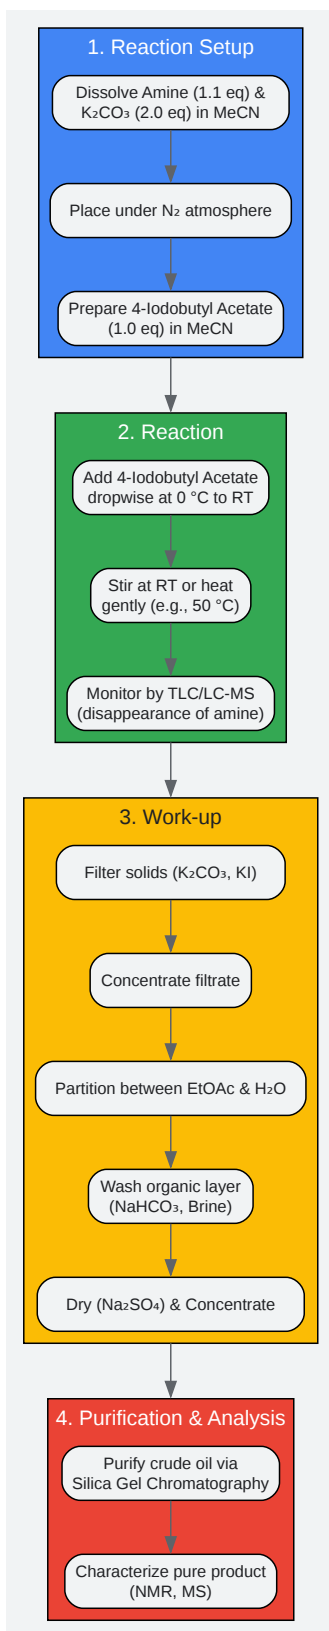 1. Reaction Setup
Dissolve Amine (1.1 eq) &
K₂CO₃ (2.0 eq) in MeCN
Place under N₂ atmosphere
Prepare 4-Iodobutyl Acetate
(1.0 eq) in MeCN
2. Reaction
Add 4-Iodobutyl Acetate
dropwise at 0 °C to RT
Stir at RT or heat
gently (e.g., 50 °C)
Monitor by TLC/LC-MS
(disappearance of amine)
3. Work-up
Filter solids (K₂CO₃, KI)
Concentrate filtrate
Partition between EtOAc & H₂O
Wash organic layer
(NaHCO₃, Brine)
Dry (Na₂SO₄) & Concentrate
4. Purification & Analysis
Purify crude oil via
Silica Gel Chromatography
Characterize pure product
(NMR, MS)